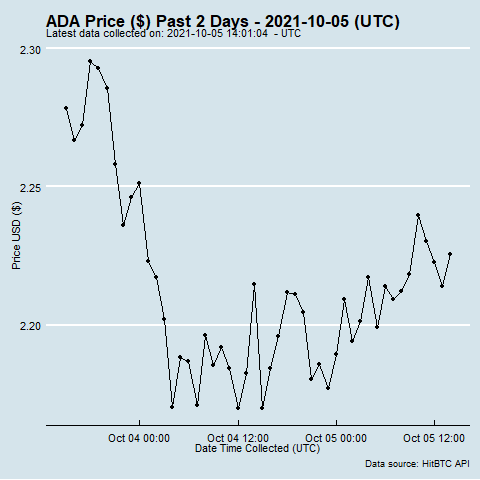 ADA Price ($) Past 2 Days - 2021-10-05 (UTC)
Latest data collected on: 2021-10-05 14:01:04 - UTC
2.30
2.25
2.20
Price USD ($)
Oct 04 00:00
Oct 04 12:00
Oct 05 00:00
Oct 05 12:00
Date Time Collected (UTC)
Data source: HitBTC API